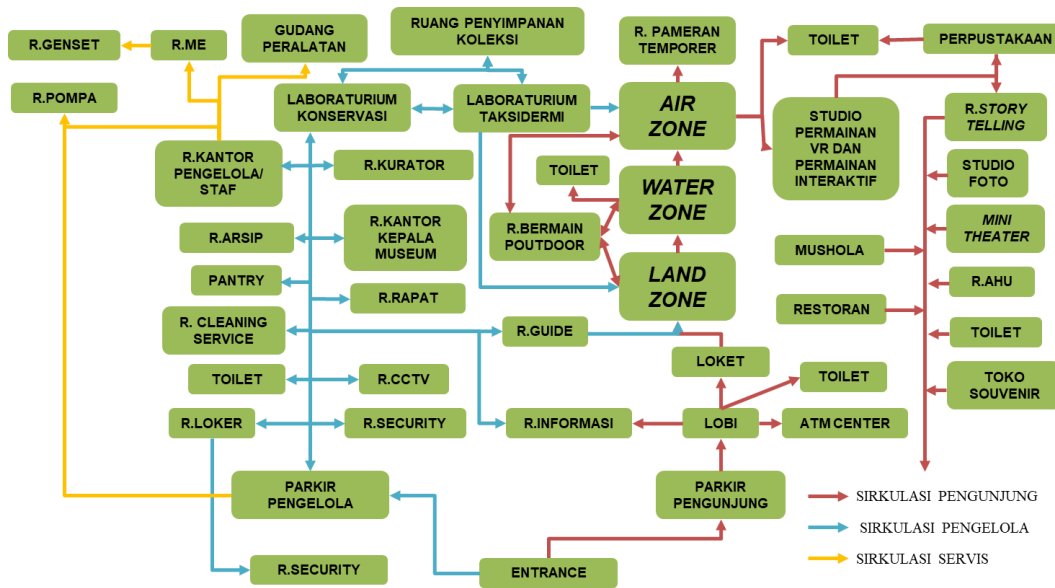 R.GENSET
R.ME
GUDANG
PERALATAN
RUANG PENYIMPANAN
KOLEKSI
R. PAMERAN
TEMPORER
TOILET
PERPUSTAKAAN
R.POMPA
LABORATURIUM
KONSERVASI
LABORATURIUM
TAKSIDERMI
AIR
ZONE
STUDIO
PERMAINAN
VR DAN
PERMAINAN
INTERAKTIF
R.STORY
TELLING
R.KANTOR
PENGELOLA/
STAF
R.KURATOR
TOILET
WATER
ZONE
STUDIO
FOTO
R.ARSIP
R.KANTOR
KEPALA
MUSEUM
R.BERMAIN
POUTDOOR
MINI
THEATER
MUSHOLA
PANTRY
R.RAPAT
LAND
ZONE
R.AHU
RESTORAN
R. CLEANING
SERVICE
R.GUIDE
TOILET
LOKET
TOILET
R.CCTV
TOILET
TOKO
SOUVENIR
R.LOKER
R.SECURITY
R.INFORMASI
LOBI
ATM CENTER
PARKIR
PENGELOLA
PARKIR
PENGUNJUNG
SIRKULASI PENGUNJUNG
SIRKULASI PENGELOLA
SIRKULASI SERVIS
R.SECURITY
ENTRANCE